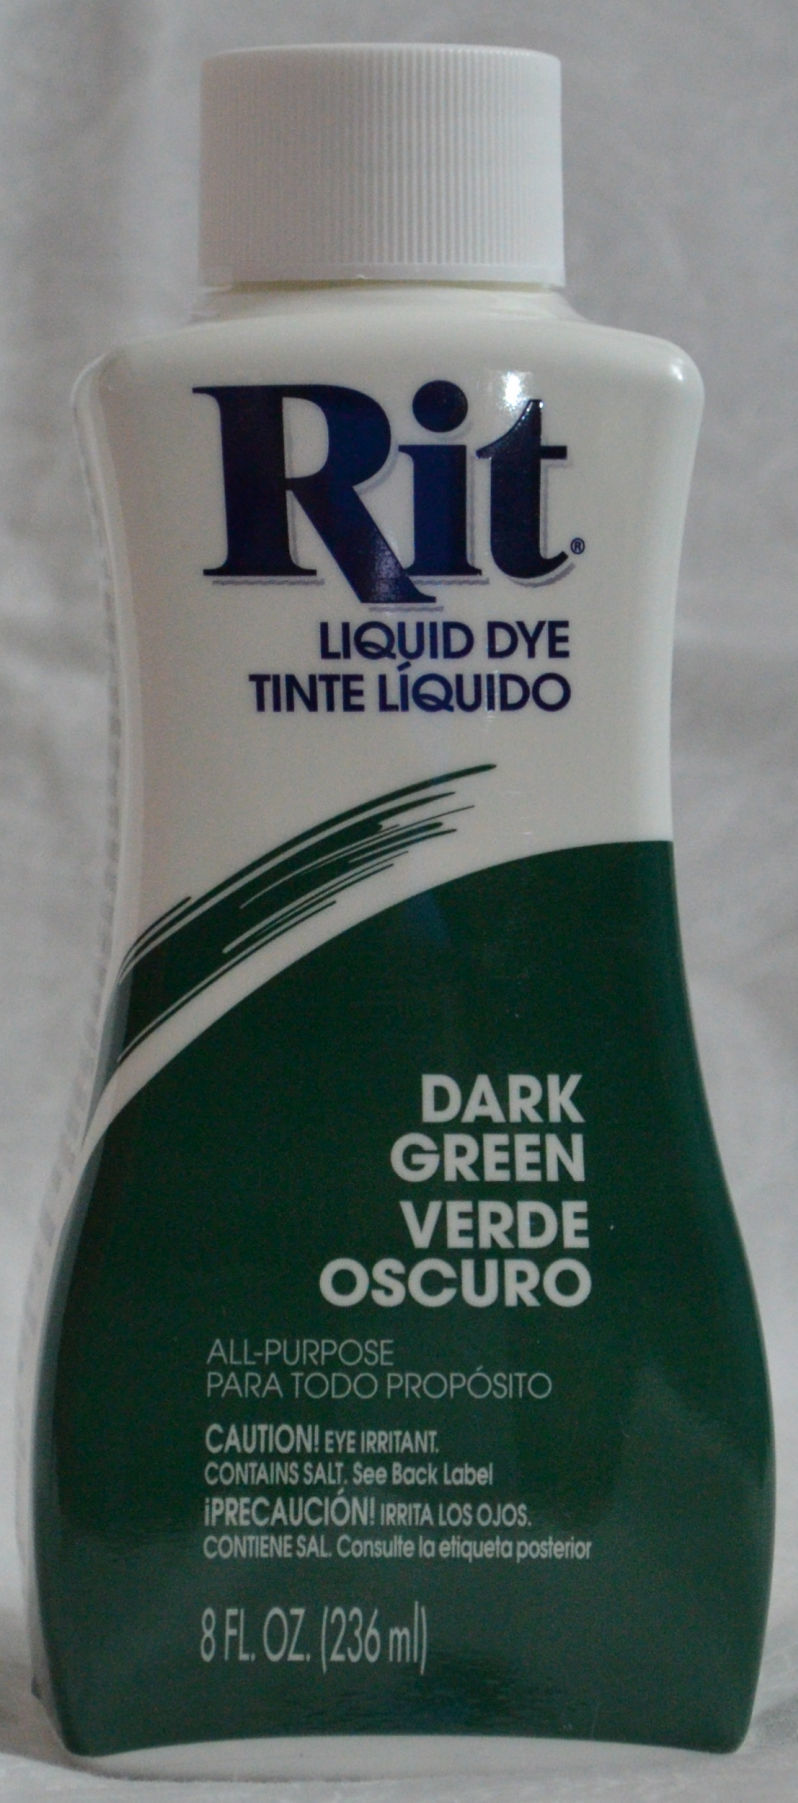 Rit®
LIQUID DYE
TINTE LÍQUIDO
DARK
GREEN
VERDE
OSCURO
ALL-PURPOSE
PARA TODO PROPÓSITO
CAUTION! EYE IRRITANT.
CONTAINS SALT. See Back Label
¡PRECAUCIÓN! IRRITA LOS OJOS.
CONTIENE SAL. Consulte la etiqueta posterior
8 FL. OZ. (236 ml)